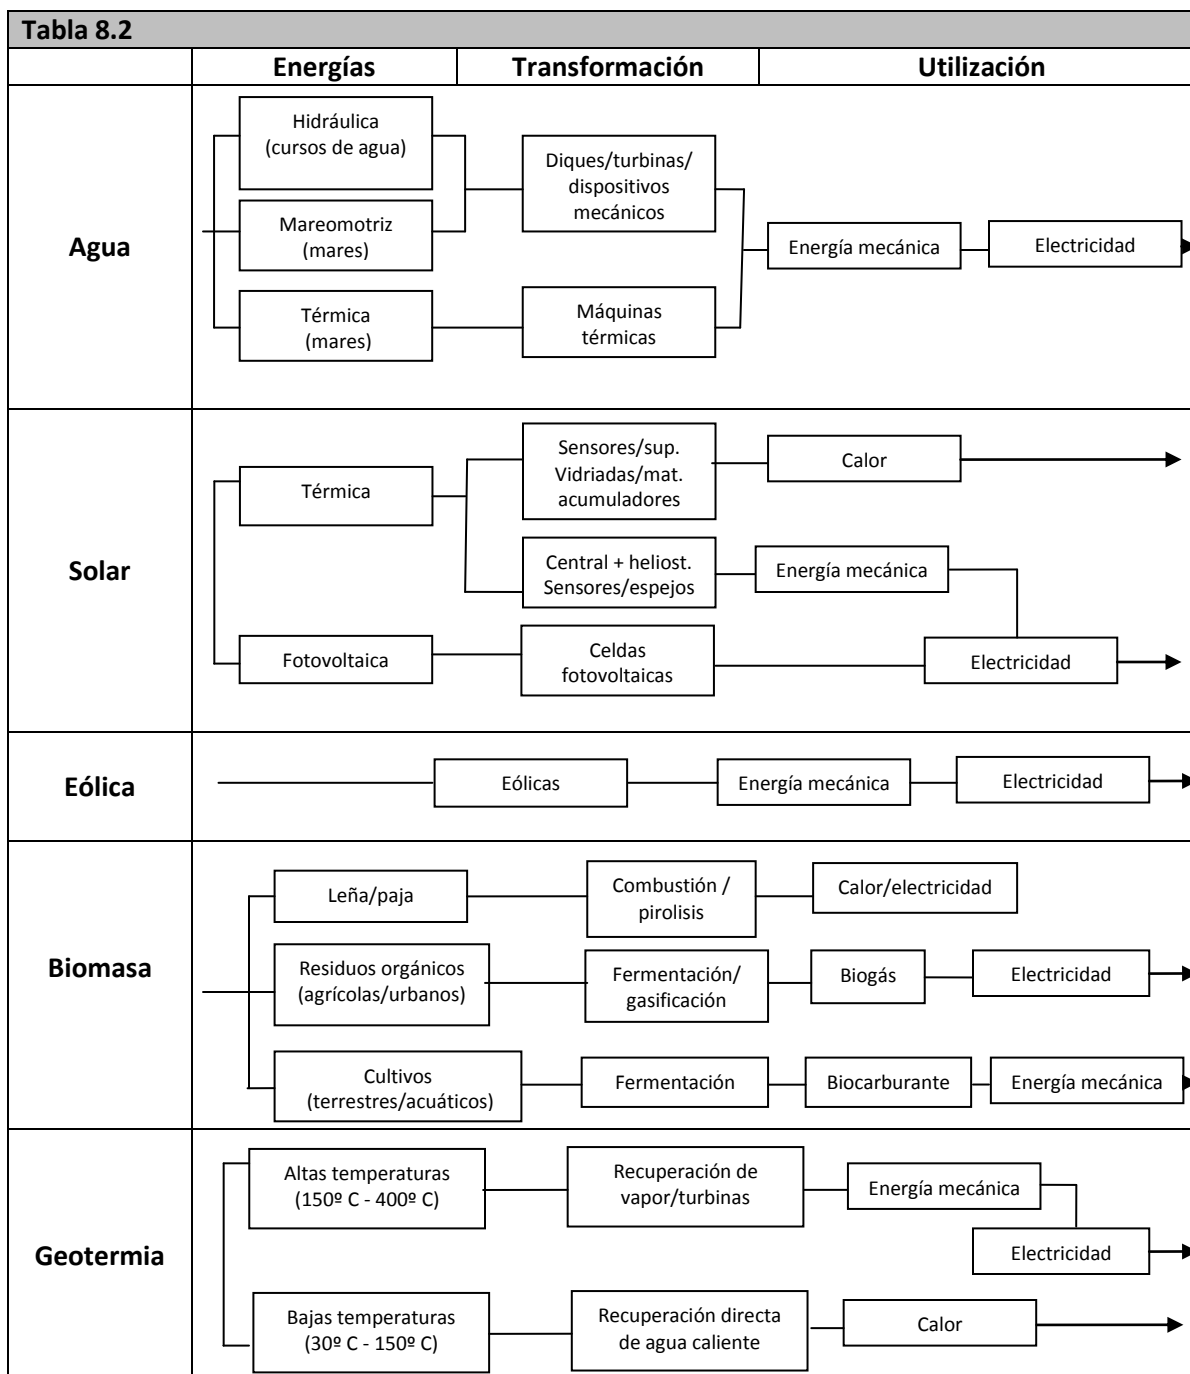 Tabla 8.2
Energías Transformación Utilización
Agua
Hidráulica
(cursos de agua)
Mareomotriz
(mares)
Térmica
(mares)
Diques/turbinas/
dispositivos
mecánicos
Máquinas
térmicas
Energía mecánica
Electricidad
Solar
Térmica
Fotovoltaica
Sensores/sup.
Vidriadas/mat.
acumuladores
Central + heliost.
Sensores/espejos
Celdas
fotovoltaicas
Calor
Energía mecánica
Electricidad
Eólica
Eólicas
Energía mecánica
Electricidad
Biomasa
Leña/paja
Combustión /
pirolisis
Calor/electricidad
Residuos orgánicos
(agrícolas/urbanos)
Fermentación/
gasificación
Biogás
Electricidad
Cultivos
(terrestres/acuáticos)
Fermentación
Biocarburante
Energía mecánica
Geotermia
Altas temperaturas
(150º C - 400º C)
Recuperación de
vapor/turbinas
Energía mecánica
Electricidad
Bajas temperaturas
(30º C - 150º C)
Recuperación directa
de agua caliente
Calor